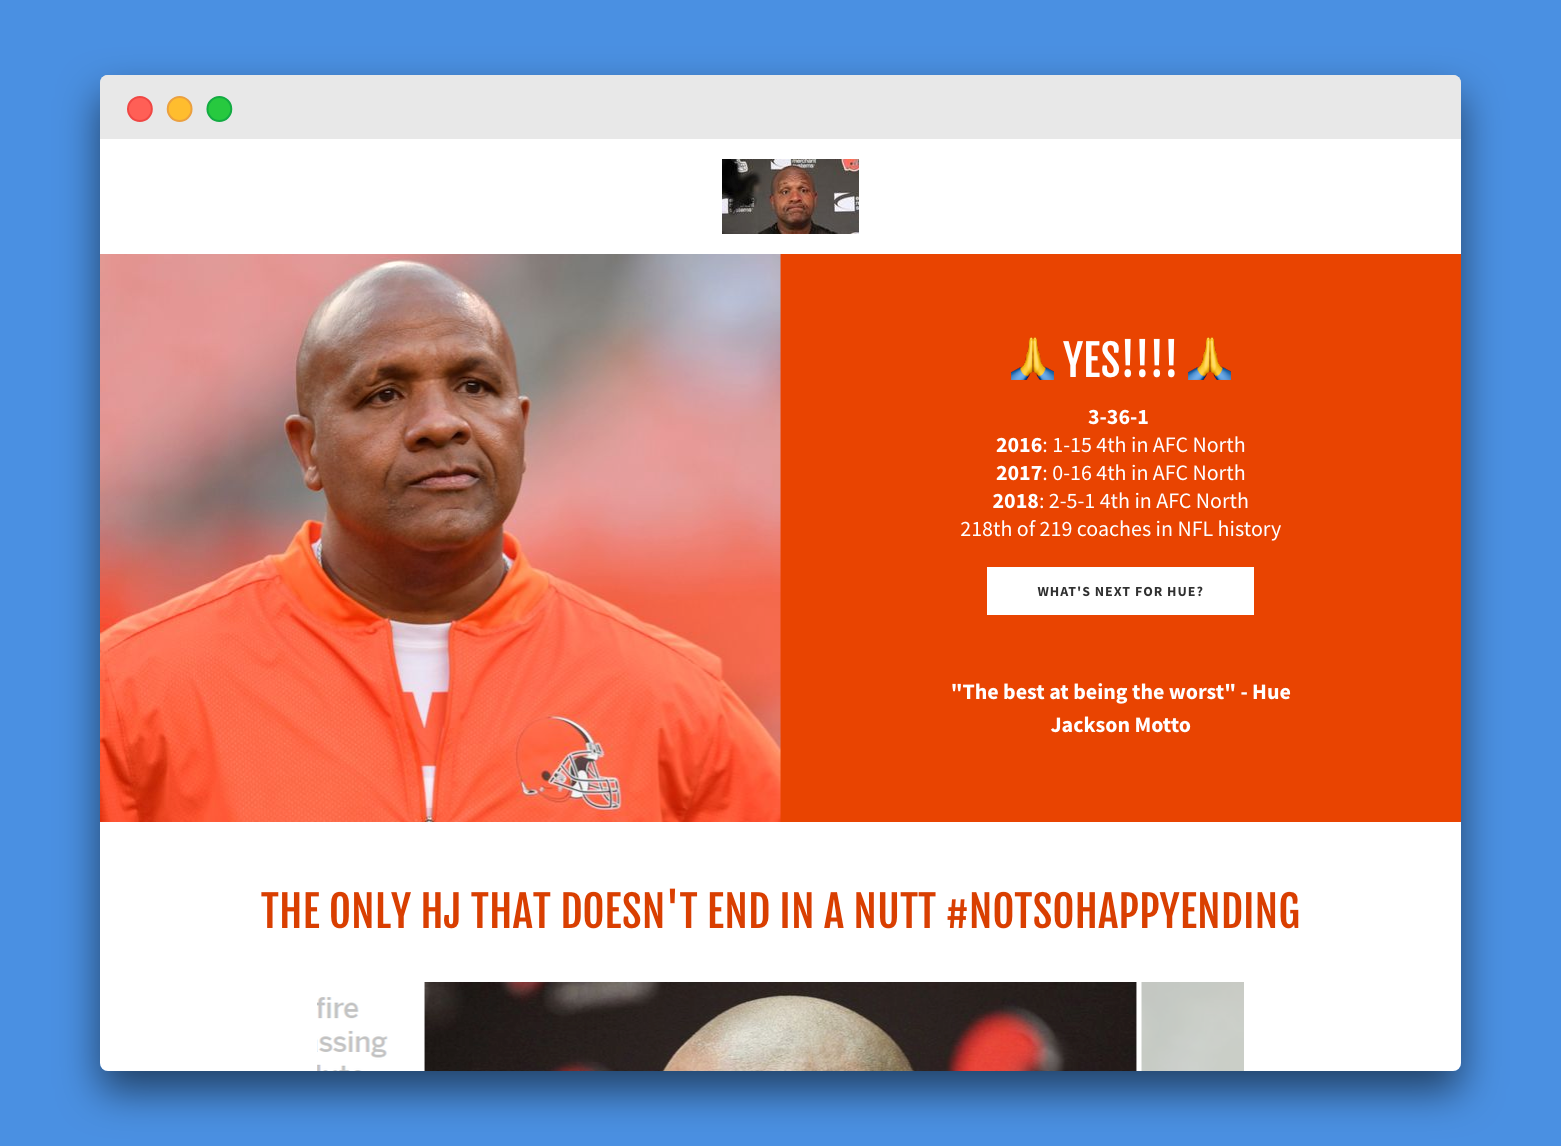 🙏 YES!!!! 🙏
3-36-1
2016: 1-15 4th in AFC North
2017: 0-16 4th in AFC North
2018: 2-5-1 4th in AFC North
218th of 219 coaches in NFL history
WHAT'S NEXT FOR HUE?
"The best at being the worst" - Hue
Jackson Motto
THE ONLY HJ THAT DOESN'T END IN A NUTT #NOTSOHAPPYENDING
fire
ssing